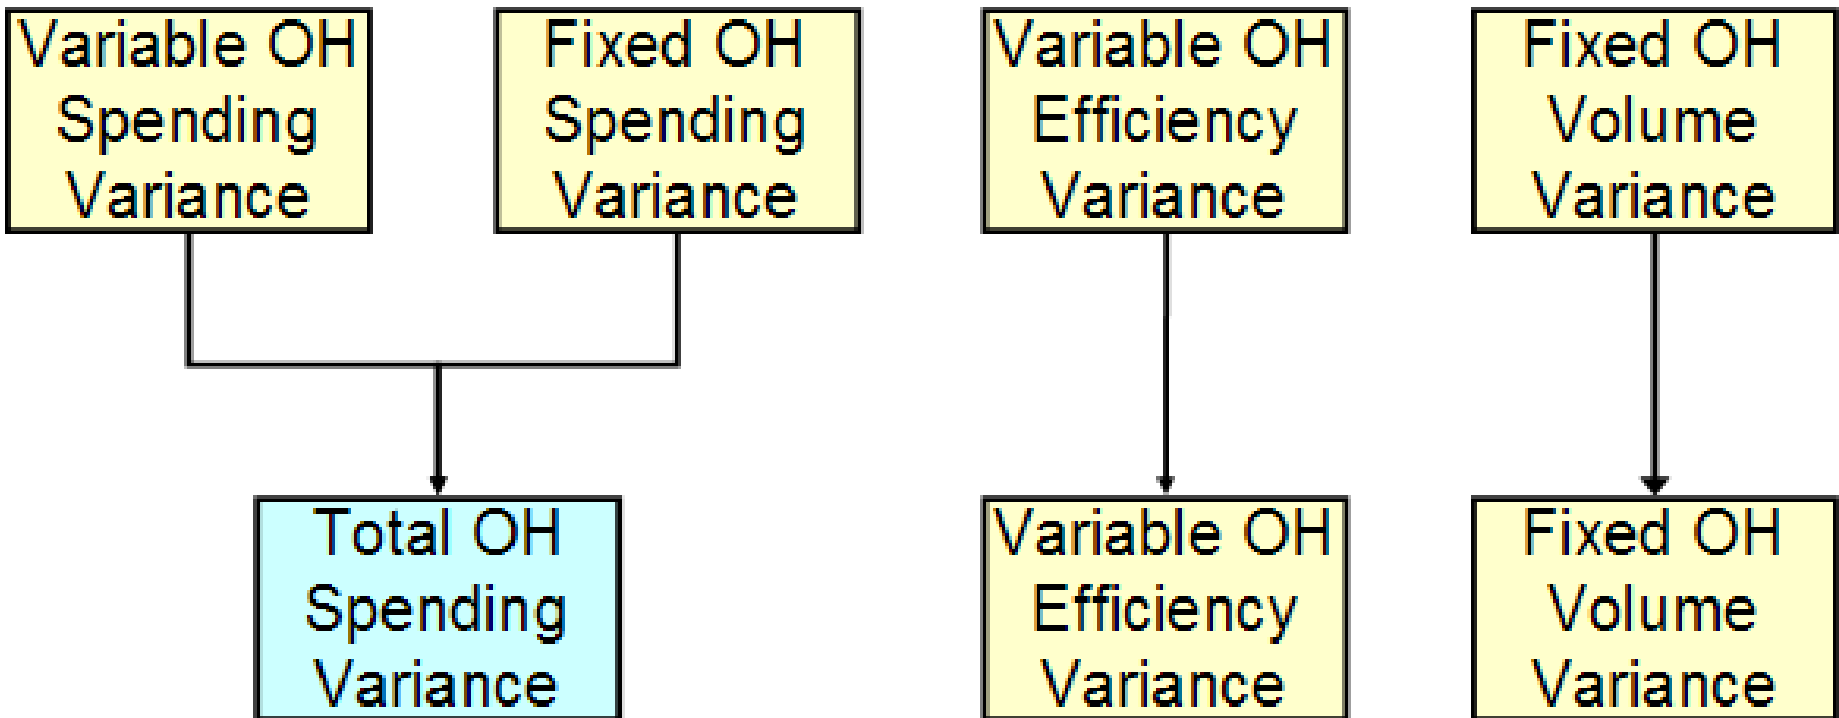 Variable OH
Spending
Variance
Fixed OH
Spending
Variance
Variable OH
Efficiency
Variance
Fixed OH
Volume
Variance
Total OH
Spending
Variance
Variable OH
Efficiency
Variance
Fixed OH
Volume
Variance